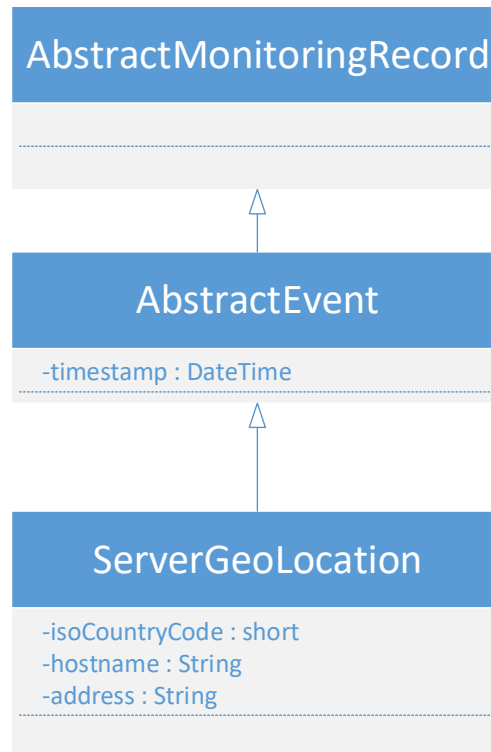 AbstractMonitoringRecord
AbstractEvent
-timestamp : DateTime
ServerGeoLocation
-isoCountryCode : short
-hostname : String
-address : String